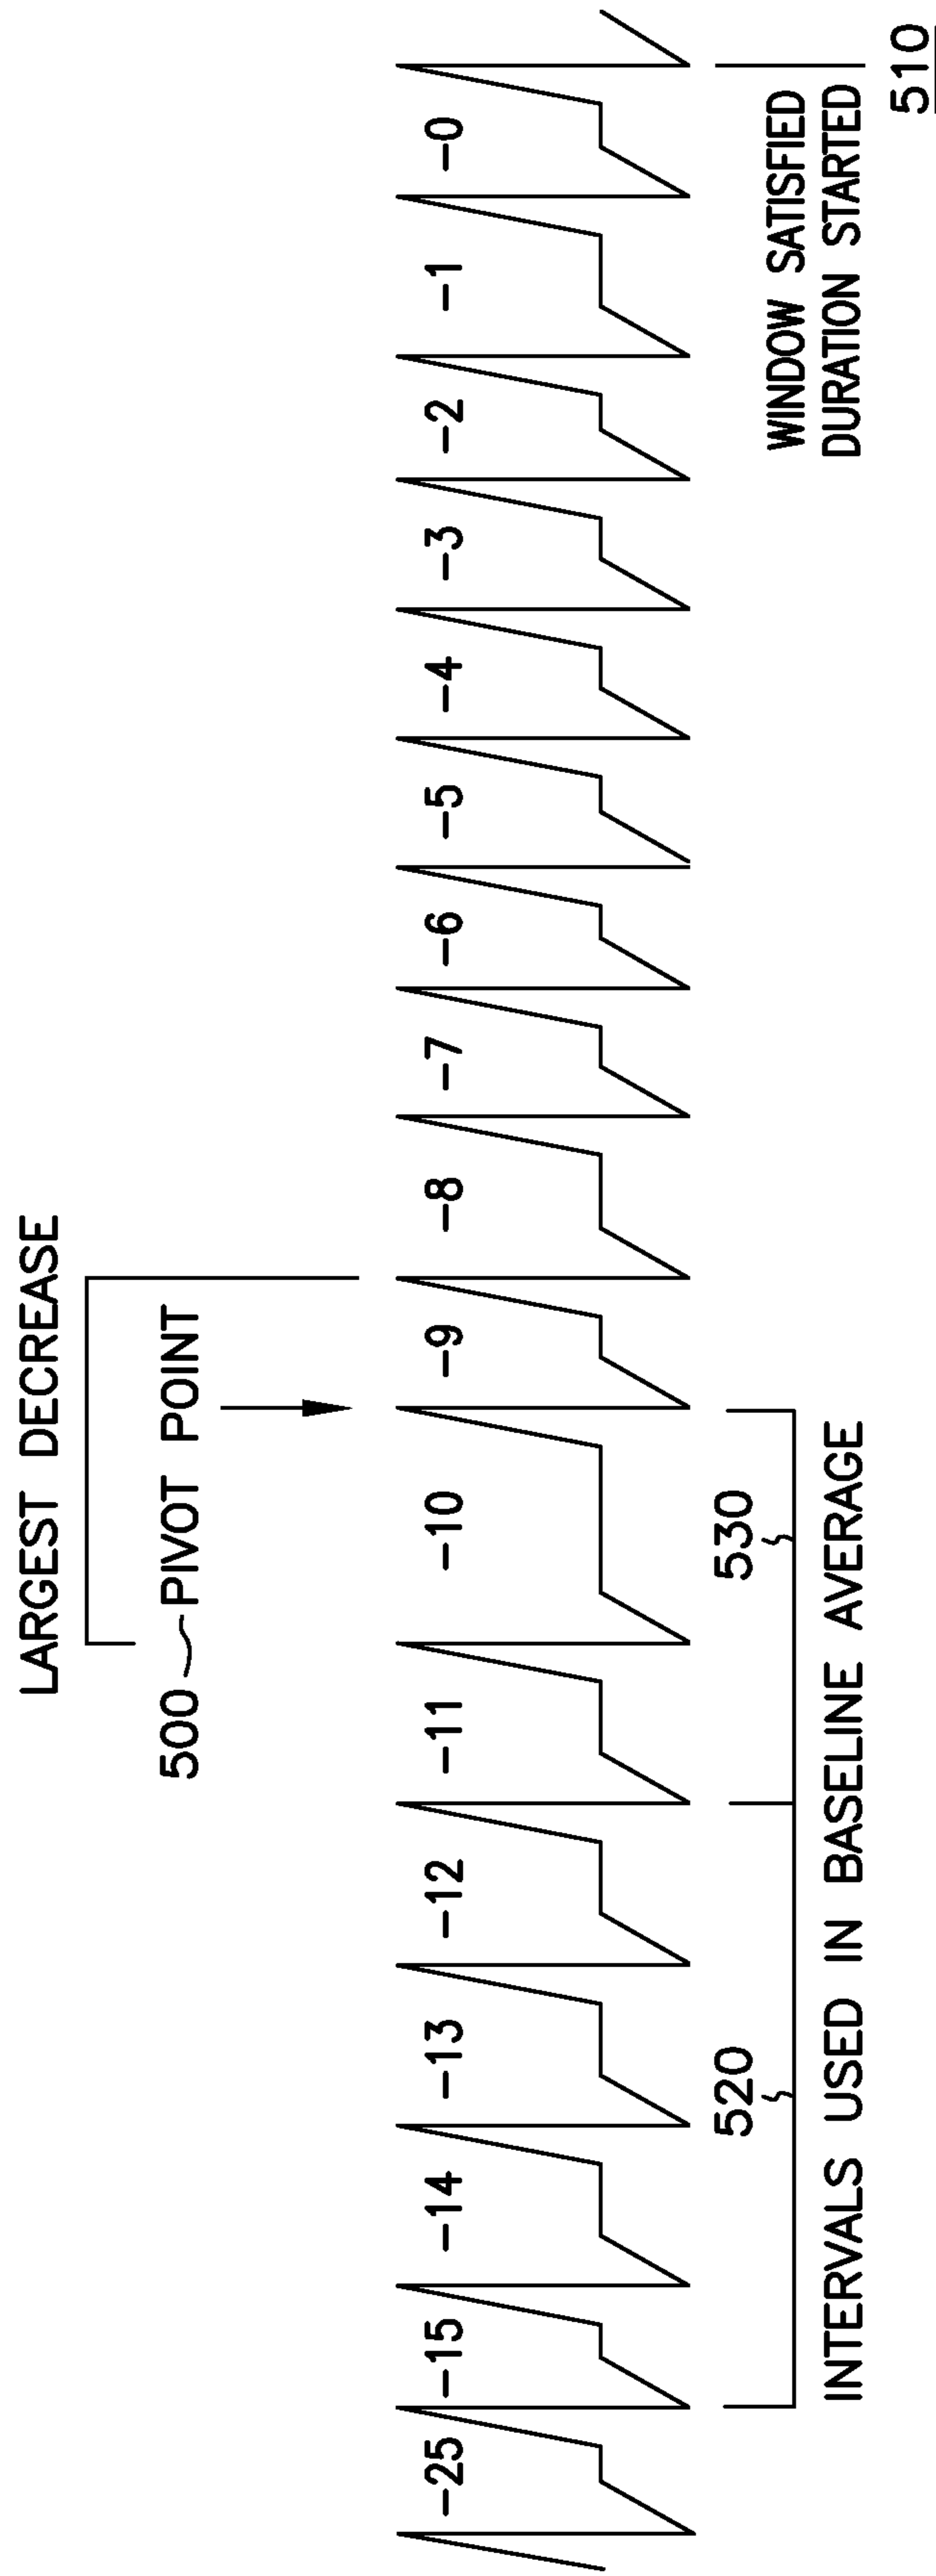 LARGEST DECREASE
500 PIVOT POINT
-25 -15 -14 -13 -12 -11 -10 -9 -8 -7 -6 -5 -4 -3 -2 -1 -0
520 530
INTERVALS USED IN BASELINE AVERAGE
WINDOW SATISFIED
DURATION STARTED
510